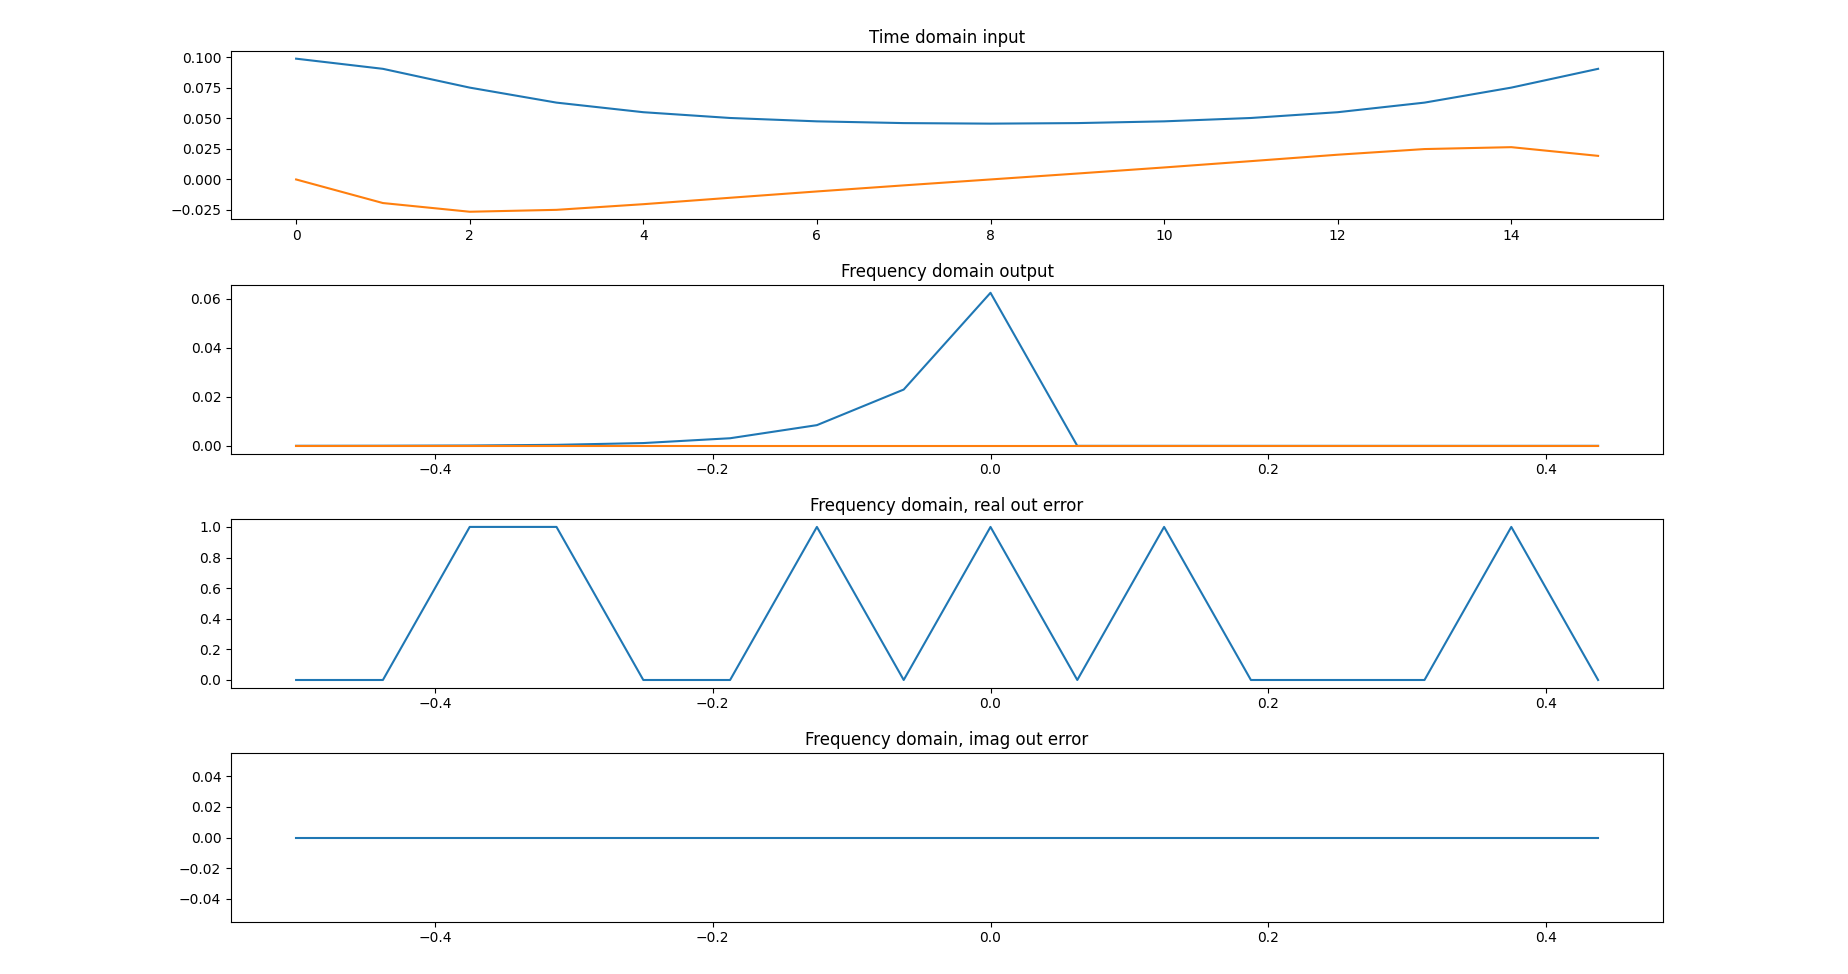 Time domain input
0.100
0.075
0.050
0.025
0.000
−0.025
0 2 4 6 8 10 12 14
Frequency domain output
0.06
0.04
0.02
0.00
−0.4 −0.2 0.0 0.2 0.4
Frequency domain, real out error
1.0
0.8
0.6
0.4
0.2
0.0
−0.4 −0.2 0.0 0.2 0.4
Frequency domain, imag out error
0.04
0.02
0.00
−0.02
−0.04
−0.4 −0.2 0.0 0.2 0.4